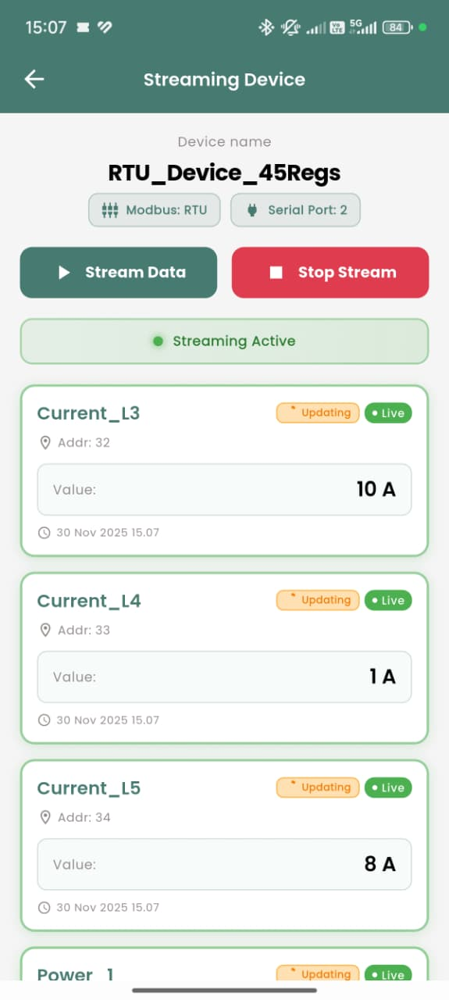 15:07
Vo LTE 5G 84
Streaming Device
Device name
RTU_Device_45Regs
Modbus: RTU Serial Port: 2
Stream Data Stop Stream
Streaming Active
Current_L3 Updating Live
Addr: 32
Value: 10 A
30 Nov 2025 15.07
Current_L4 Updating Live
Addr: 33
Value: 1 A
30 Nov 2025 15.07
Current_L5 Updating Live
Addr: 34
Value: 8 A
30 Nov 2025 15.07
Power_1 Updating Live